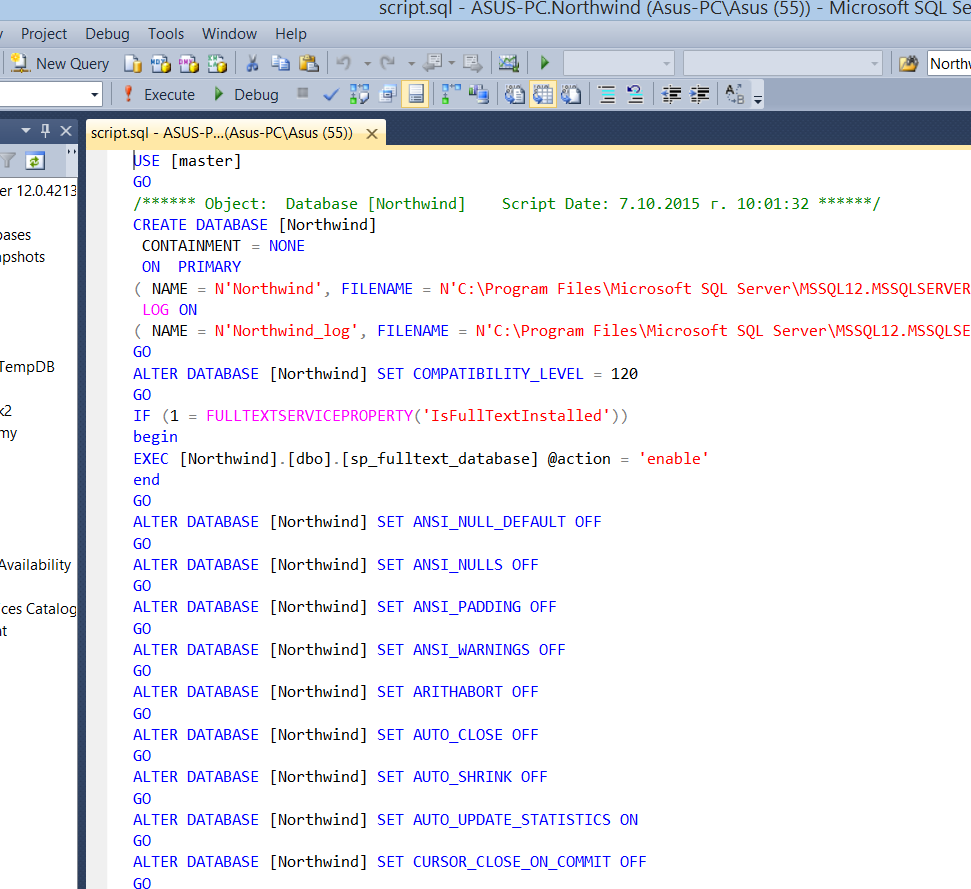 script.sql - ASUS-PC.Northwind (Asus-PC\Asus (55)) - Microsoft SQL Se
Project Debug Tools Window Help
New Query
Northw
Execute Debug
script.sql - ASUS-P...(Asus-PC\Asus (55))
er 12.0.4213
bases
apshots
TempDB
k2
my
Availability
ces Catalog
nt
USE [master]
GO
/****** Object:  Database [Northwind]    Script Date: 7.10.2015 г. 10:01:32 ******/
CREATE DATABASE [Northwind]
CONTAINMENT = NONE
ON  PRIMARY
( NAME = N'Northwind', FILENAME = N'C:\Program Files\Microsoft SQL Server\MSSQL12.MSSQLSERVER
LOG ON
( NAME = N'Northwind_log', FILENAME = N'C:\Program Files\Microsoft SQL Server\MSSQL12.MSSQLSE
GO
ALTER DATABASE [Northwind] SET COMPATIBILITY_LEVEL = 120
GO
IF (1 = FULLTEXTSERVICEPROPERTY('IsFullTextInstalled'))
begin
EXEC [Northwind].[dbo].[sp_fulltext_database] @action = 'enable'
end
GO
ALTER DATABASE [Northwind] SET ANSI_NULL_DEFAULT OFF
GO
ALTER DATABASE [Northwind] SET ANSI_NULLS OFF
GO
ALTER DATABASE [Northwind] SET ANSI_PADDING OFF
GO
ALTER DATABASE [Northwind] SET ANSI_WARNINGS OFF
GO
ALTER DATABASE [Northwind] SET ARITHABORT OFF
GO
ALTER DATABASE [Northwind] SET AUTO_CLOSE OFF
GO
ALTER DATABASE [Northwind] SET AUTO_SHRINK OFF
GO
ALTER DATABASE [Northwind] SET AUTO_UPDATE_STATISTICS ON
GO
ALTER DATABASE [Northwind] SET CURSOR_CLOSE_ON_COMMIT OFF
GO